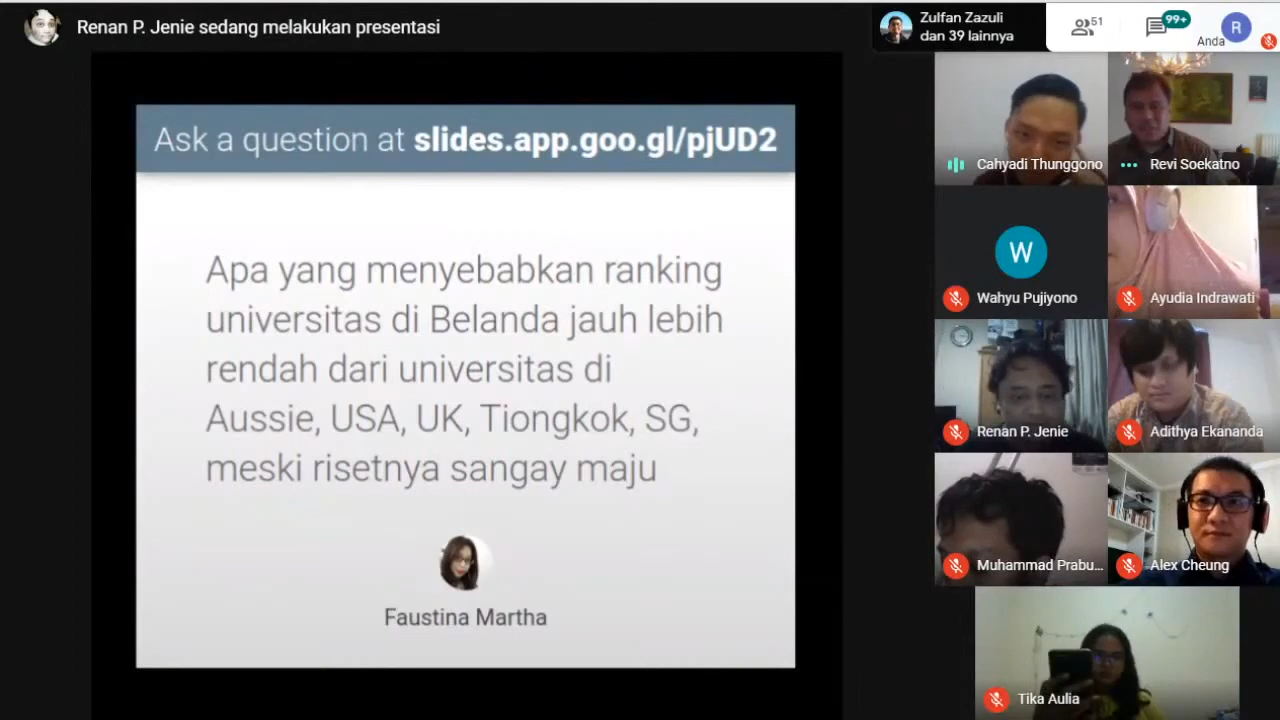 Renan P. Jenie sedang melakukan presentasi
Zulfan Zazuli
dan 39 lainnya
51
99+
Anda
R
Ask a question at slides.app.goo.gl/pjUD2
Apa yang menyebabkan ranking
universitas di Belanda jauh lebih
rendah dari universitas di
Aussie, USA, UK, Tiongkok, SG,
meski risetnya sangay maju
Faustina Martha
Cahyadi Thunggono
Revi Soekatno
W
Wahyu Pujiyono
Ayudia Indrawati
Renan P. Jenie
Adithya Ekananda
Muhammad Prabu...
Alex Cheung
Tika Aulia